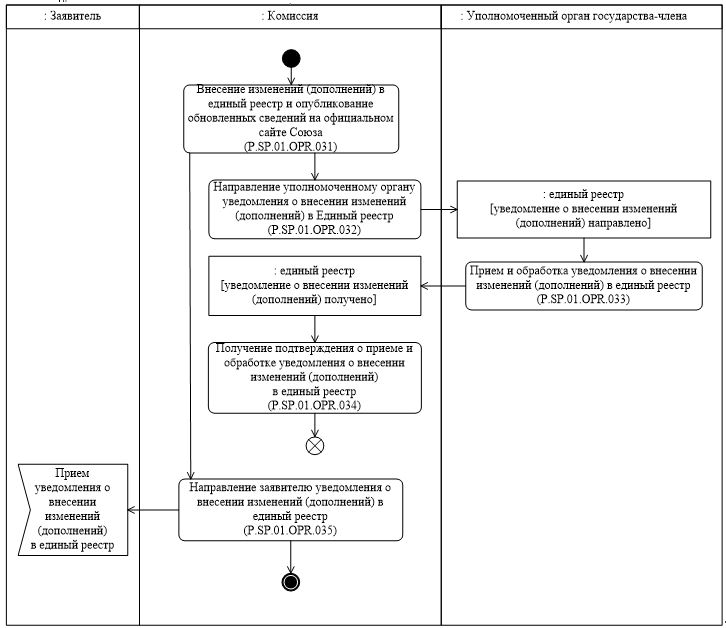 : Заявитель
: Комиссия
: Уполномоченный орган государства-члена
Внесение изменений (дополнений) в
единый реестр и опубликование
обновленных сведений на официальном
сайте Союза
(P.SP.01.OPR.031)
Направление уполномоченному органу
уведомления о внесении изменений
(дополнений) в Единый реестр
(P.SP.01.OPR.032)
: единый реестр
[уведомление о внесении изменений
(дополнений) направлено]
Прием и обработка уведомления о внесении
изменений (дополнений) в единый реестр
(P.SP.01.OPR.033)
: единый реестр
[уведомление о внесении изменений
(дополнений) получено]
Получение подтверждения о приеме и
обработке уведомления о внесении
изменений (дополнений)
в единый реестр
(P.SP.01.OPR.034)
Направление заявителю уведомления о
внесении изменений (дополнений) в
единый реестр
(P.SP.01.OPR.035)
Прием
уведомления о
внесении
изменений
(дополнений)
в единый реестр